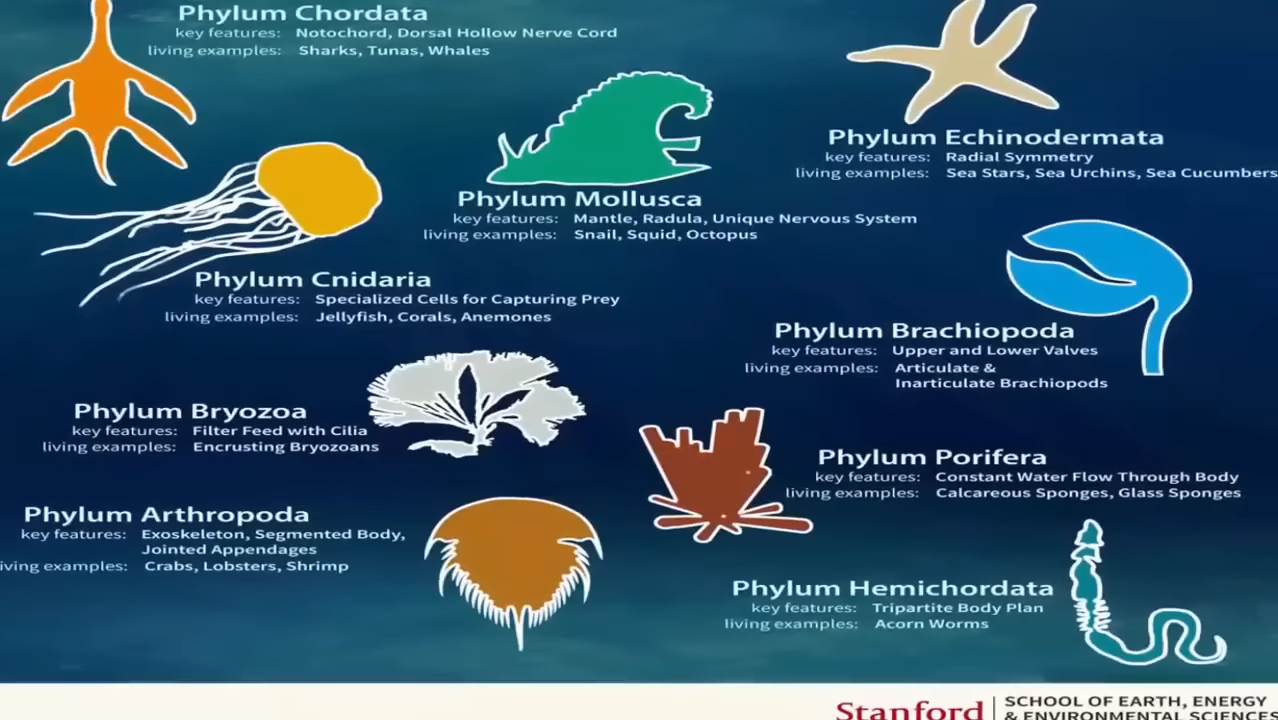 Phylum Chordata
key features: Notochord, Dorsal Hollow Nerve Cord
living examples: Sharks, Tunas, Whales
Phylum Echinodermata
key features: Radial Symmetry
living examples: Sea Stars, Sea Urchins, Sea Cucumbers
Phylum Mollusca
key features: Mantle, Radula, Unique Nervous System
living examples: Snail, Squid, Octopus
Phylum Cnidaria
key features: Specialized Cells for Capturing Prey
living examples: Jellyfish, Corals, Anemones
Phylum Brachiopoda
key features: Upper and Lower Valves
living examples: Articulate &
Inarticulate Brachiopods
Phylum Bryozoa
key features: Filter Feed with Cilia
living examples: Encrusting Bryozoans
Phylum Porifera
key features: Constant Water Flow Through Body
living examples: Calcareous Sponges, Glass Sponges
Phylum Arthropoda
key features: Exoskeleton, Segmented Body,
Jointed Appendages
iving examples: Crabs, Lobsters, Shrimp
Phylum Hemichordata
key features: Tripartite Body Plan
living examples: Acorn Worms
Stanford
SCHOOL OF EARTH, ENERGY
& ENVIRONMENTAL SCIENCES